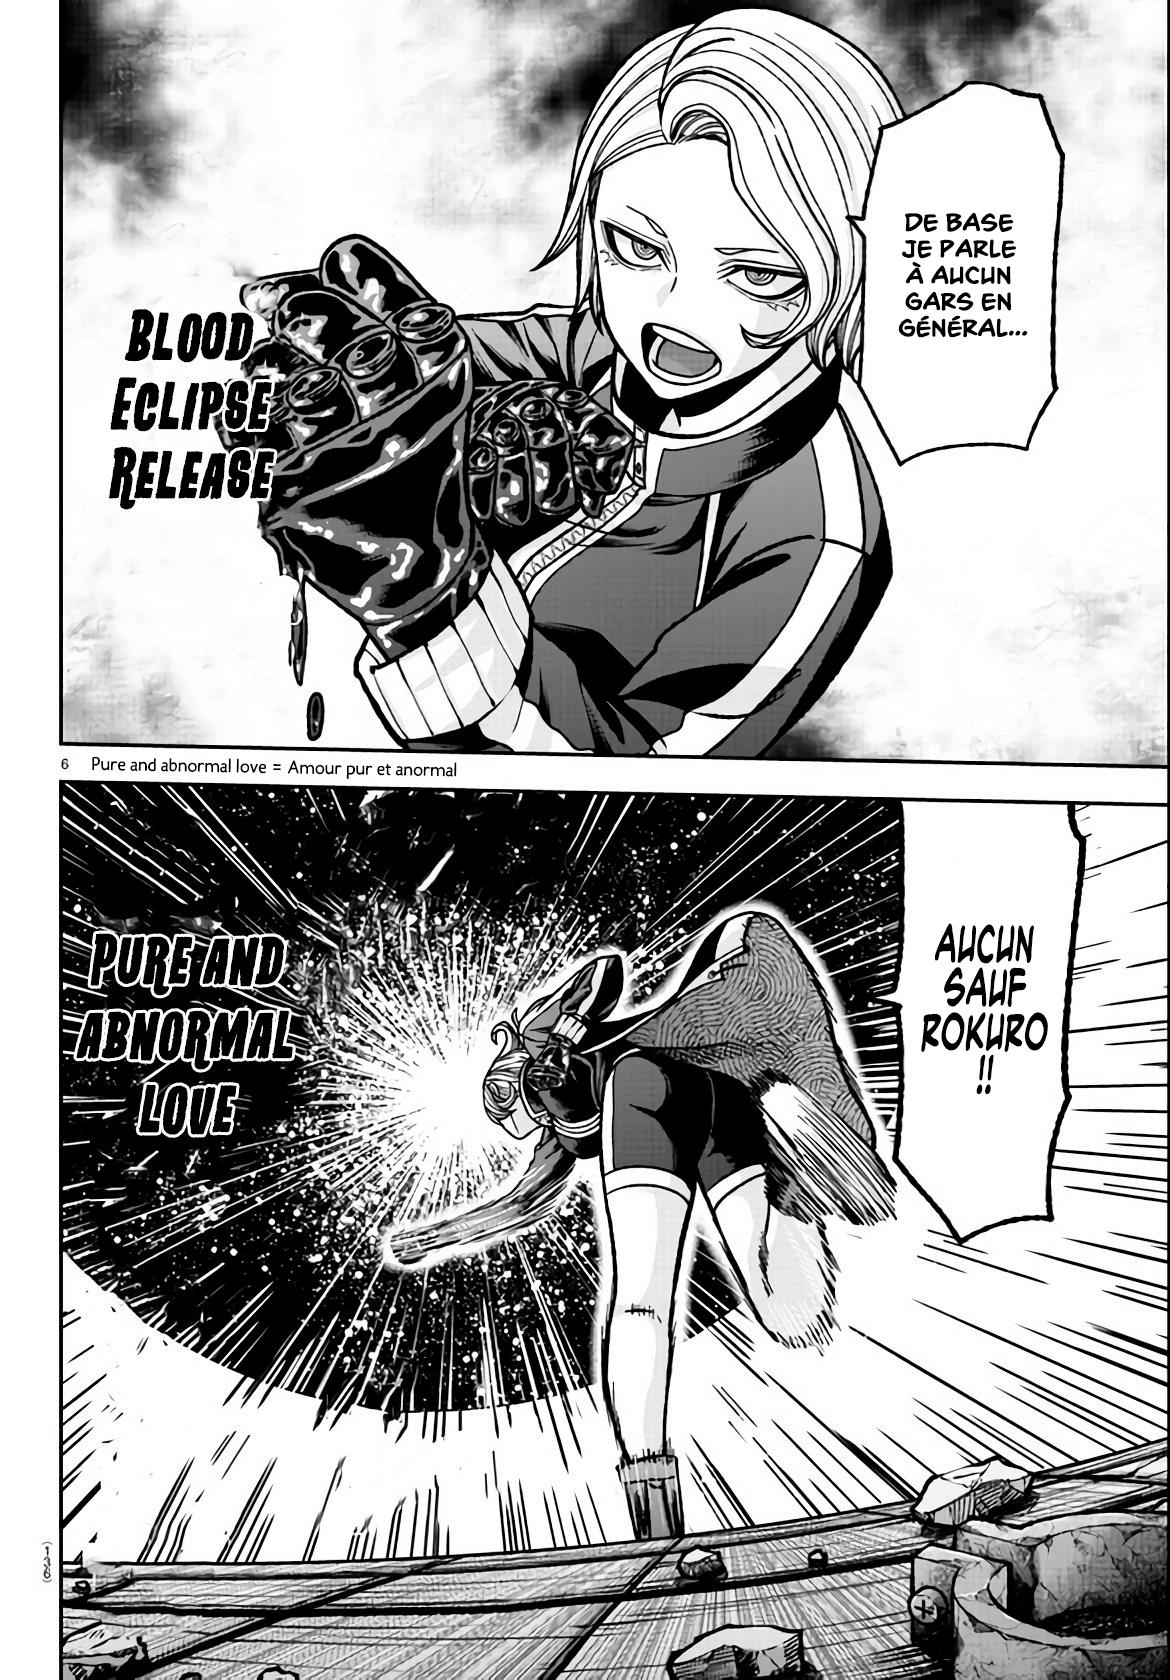 DE BASE
JE PARLE
À AUCUN
GARS EN
GÉNÉRAL...
BLOOD
ECLIPSE
RELEASE
6 Pure and abnormal love = Amour pur et anormal
AUCUN
SAUF
ROKURO
!!
PURE AND
ABNORMAL
LOVE